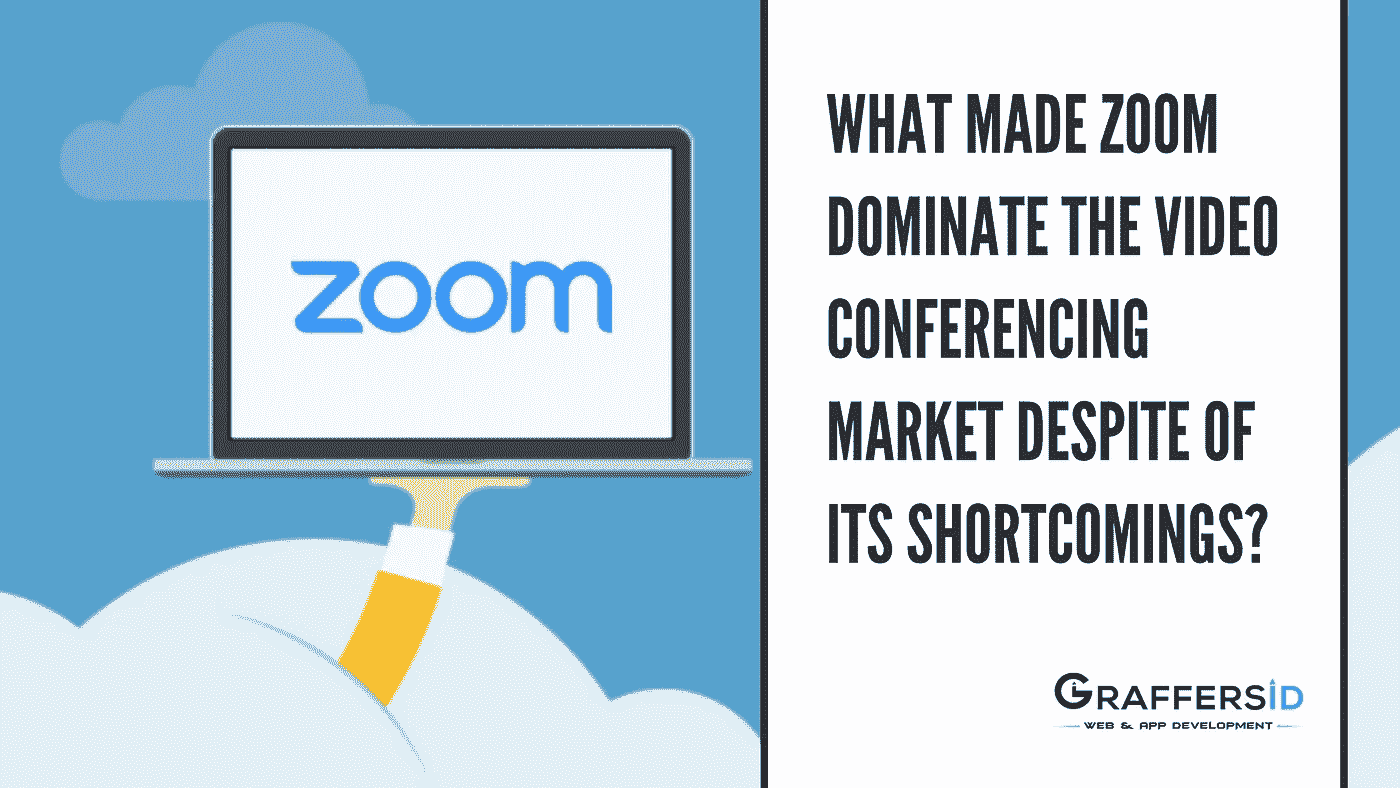 zoom
WHAT MADE ZOOM
DOMINATE THE VIDEO
CONFERENCING
MARKET DESPITE OF
ITS SHORTCOMINGS?
GRAFFERSID
WEB & APP DEVELOPMENT